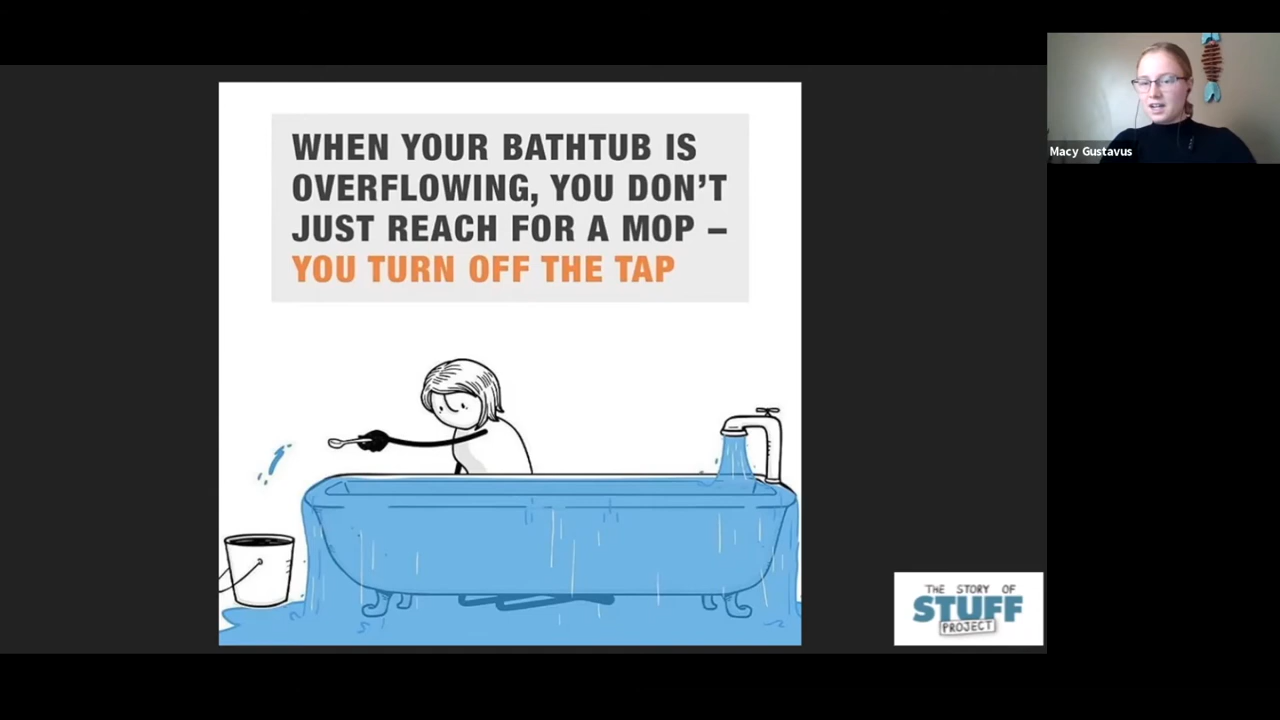 WHEN YOUR BATHTUB IS
OVERFLOWING, YOU DON'T
JUST REACH FOR A MOP –
YOU TURN OFF THE TAP
Macy Gustavus
THE STORY OF
STUFF
PROJECT